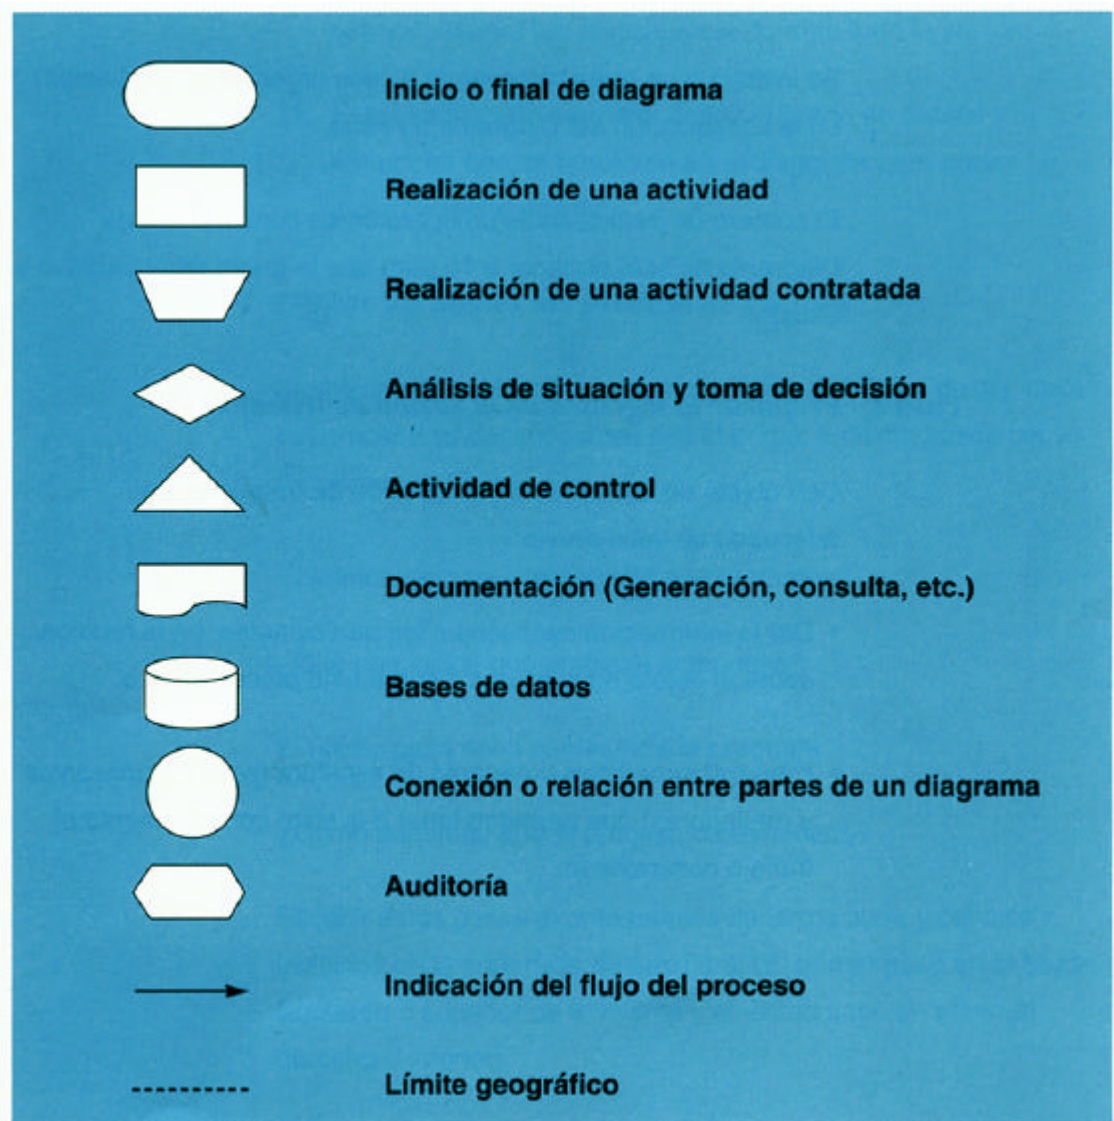 Inicio o final de diagrama
Realización de una actividad
Realización de una actividad contratada
Análisis de situación y toma de decisión
Actividad de control
Documentación (Generación, consulta, etc.)
Bases de datos
Conexión o relación entre partes de un diagrama
Auditoría
Indicación del flujo del proceso
Límite geográfico